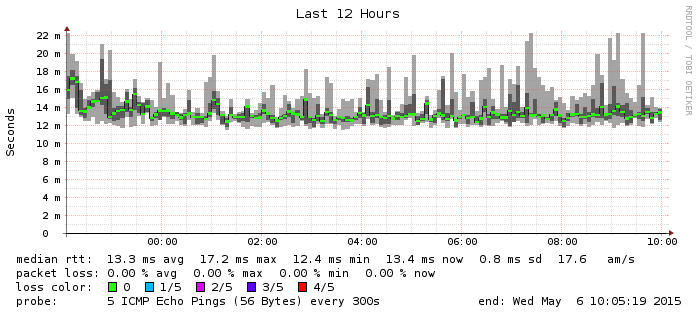 Last 12 Hours
RRDTOOL / TOBI OETIKER
Seconds
22 m
20 m
18 m
16 m
14 m
12 m
10 m
8 m
6 m
4 m
2 m
0
00:00 02:00 04:00 06:00 08:00 10:00
median rtt: 13.3 ms avg 17.2 ms max 12.4 ms min 13.4 ms now 0.8 ms sd 17.6 am/s
packet loss: 0.00 % avg 0.00 % max 0.00 % min 0.00 % now
loss color: 0 1/5 2/5 3/5 4/5
probe: 5 ICMP Echo Pings (56 Bytes) every 300s end: Wed May 6 10:05:19 2015